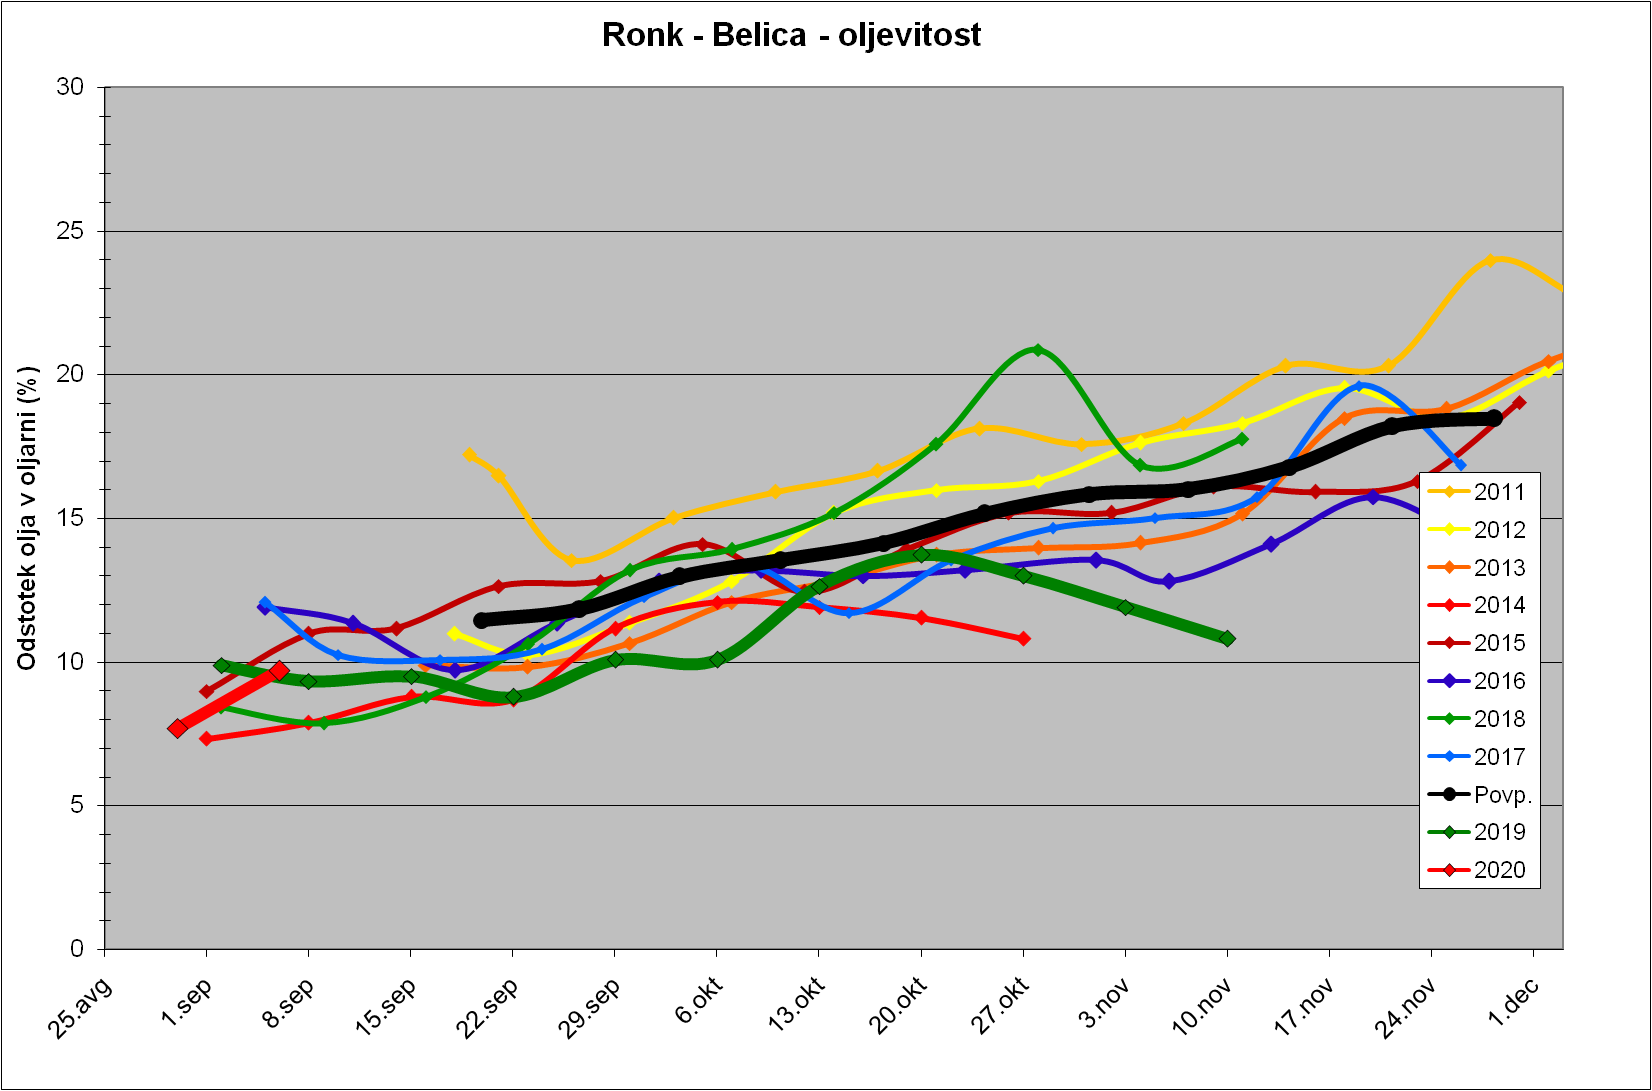 Ronk - Belica - oljevitost
Odstotek olja v oljarni (%)
30
25
20
15
10
5
0
25.avg
1.sep
8.sep
15.sep
22.sep
29.sep
6.okt
13.okt
20.okt
27.okt
3.nov
10.nov
17.nov
24.nov
1.dec
2011
2012
2013
2014
2015
2016
2018
2017
Povp.
2019
2020